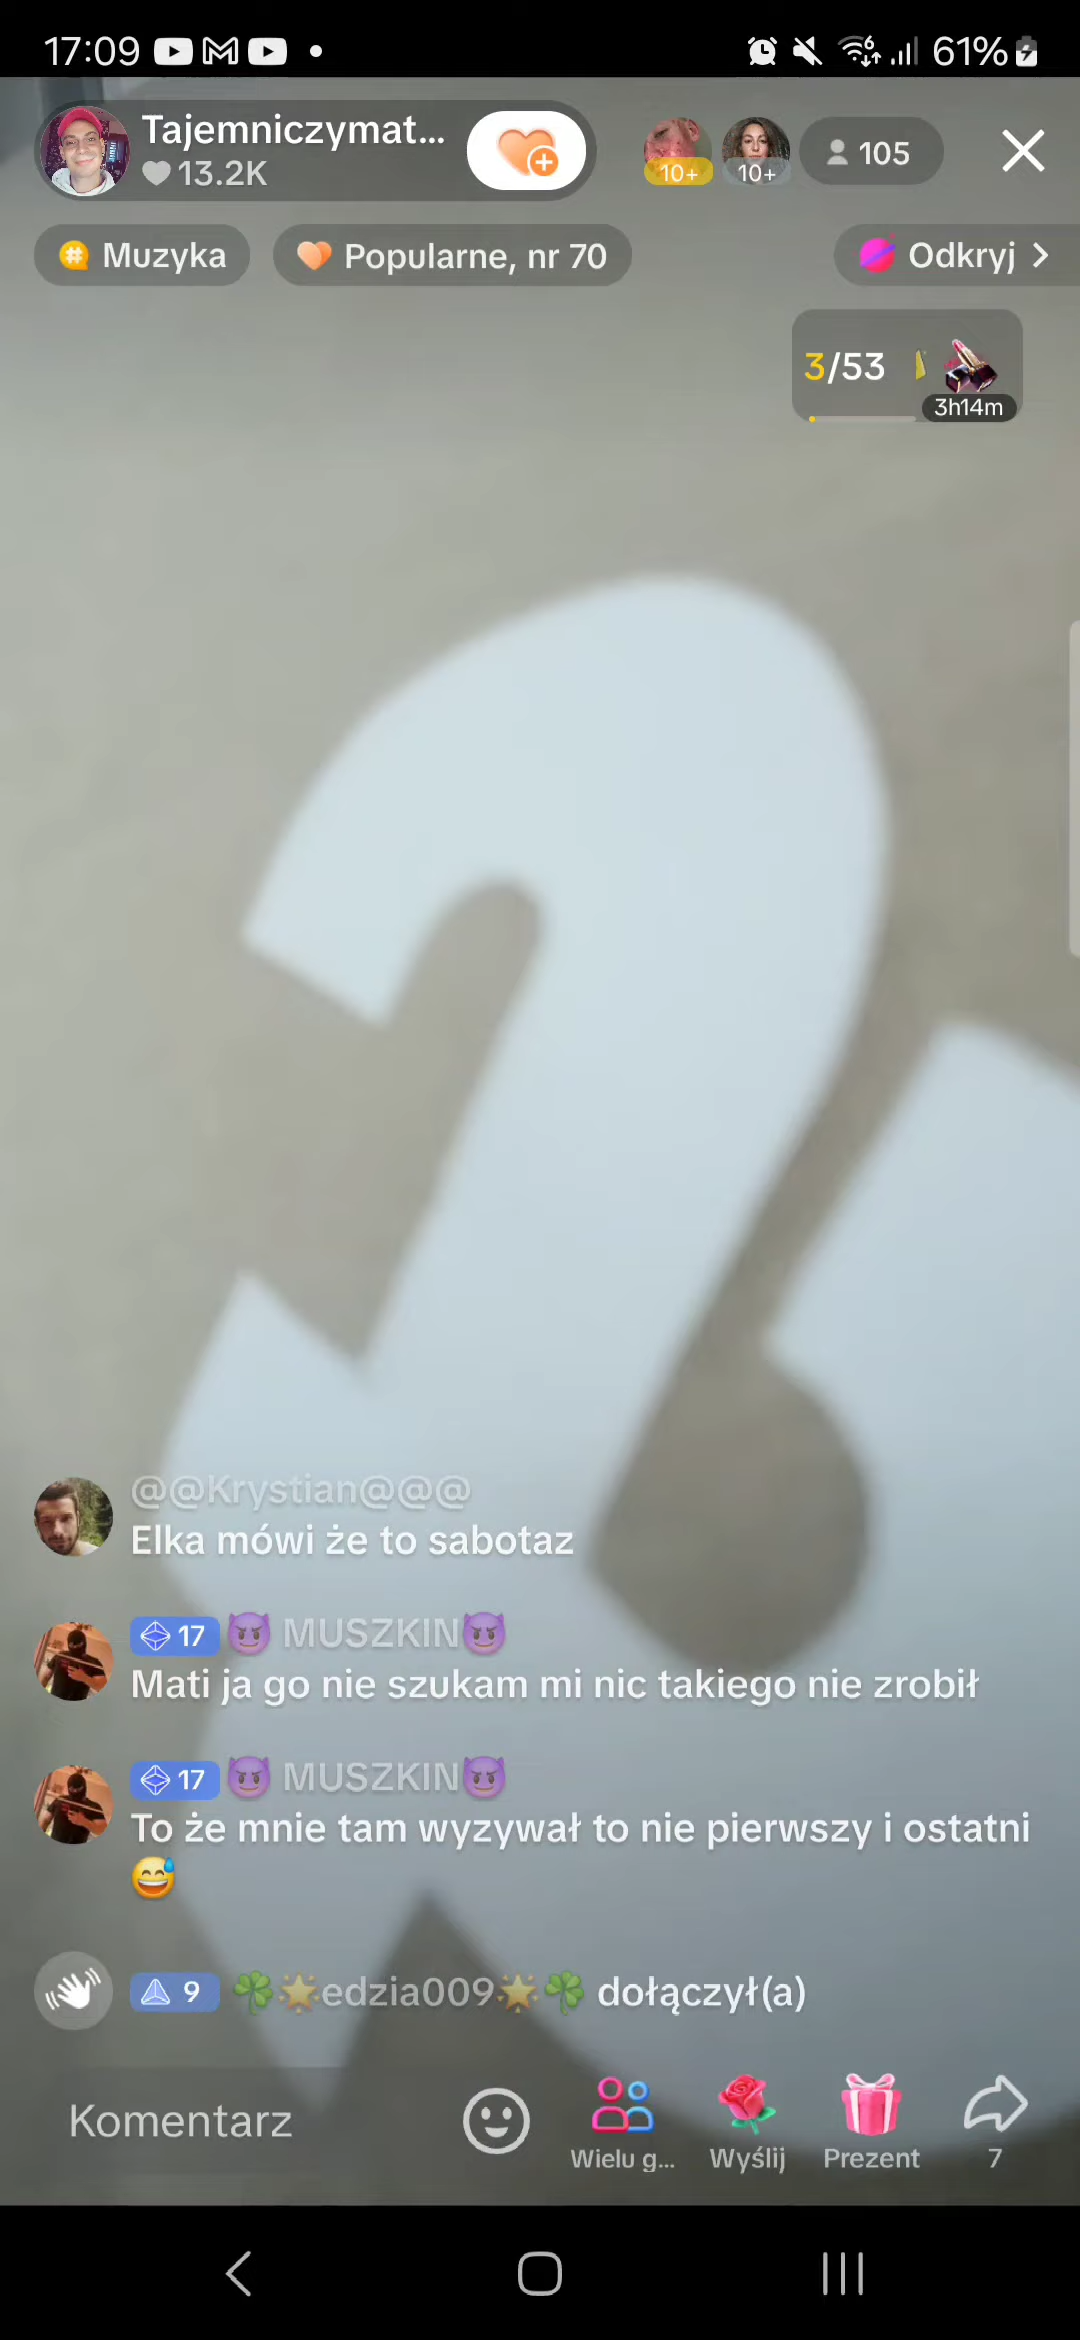 17:09
61%
Tajemniczymat...
13.2K
10+
10+
105
Muzyka
Popularne, nr 70
Odkryj
3/53
3h14m
@@Krystian@@@
Elka mówi że to sabotaz
17 😈 MUSZKIN😈
Mati ja go nie szukam mi nic takiego nie zrobił
17 😈 MUSZKIN😈
To że mnie tam wyzywał to nie pierwszy i ostatni
😅
9 ☘️🌟edzia009🌟☘️ dołączył(a)
Komentarz
Wielu g...
Wyślij
Prezent
7